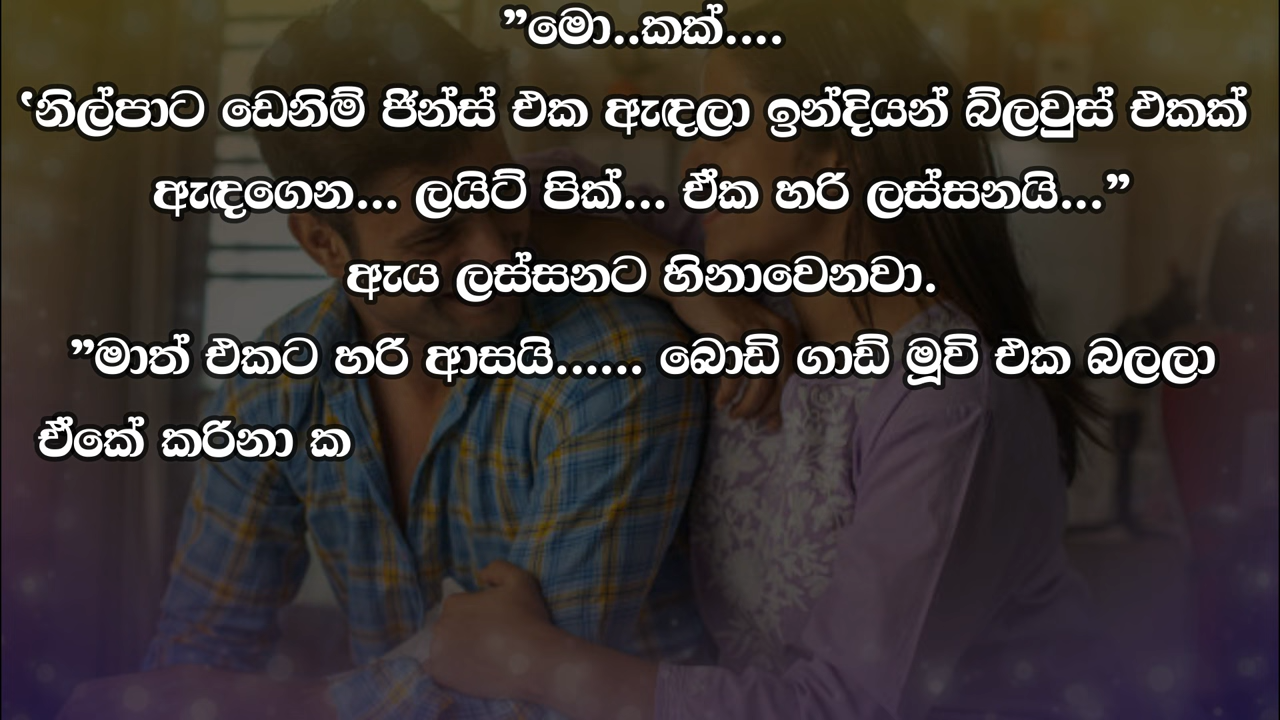 ”මො..කක්....
‘නිල්පාට ඩෙනිම් ජීන්ස් එක ඇඳලා ඉන්දියන් බ්ලවුස් එකක්
ඇඳගෙන... ලයිට් පික්... ඒක හරි ලස්සනයි...”
ඇය ලස්සනට හිනාවෙනවා.
”මාත් එකට හරි ආසයි...... බොඩි ගාඩ් මූවි එක බලලා
ඒකේ කරිනා ක